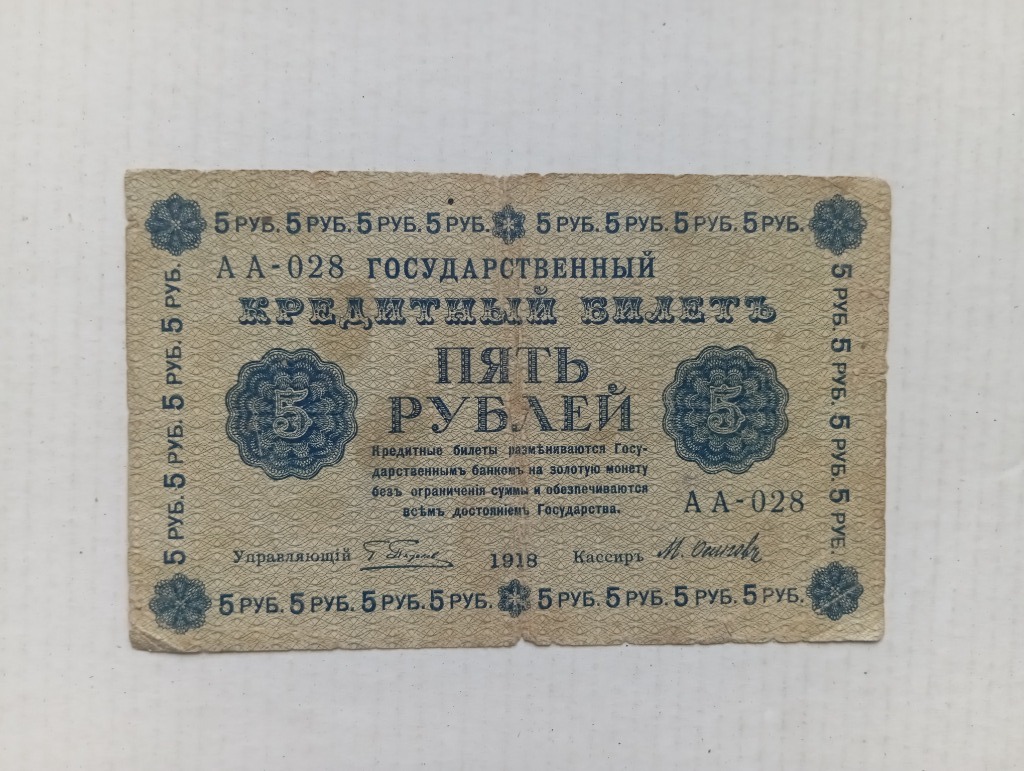 5 РУБ. 5 РУБ. 5 РУБ. 5 РУБ. 5 РУБ. 5 РУБ. 5 РУБ. 5 РУБ.
АА-028 ГОСУДАРСТВЕННЫЙ
КРЕДИТНЫЙ БИЛЕТЪ
ПЯТЬ
РУБЛЕЙ
5
5
Кредитные билеты размѣниваются Госу-
дарственнымъ банкомъ на золотую монету
безъ ограниченія суммы и обезпечиваются
всѣмъ достояніемъ Государства.
АА-028
Управляющій
1918
Кассиръ М. Осиповъ
5 РУБ. 5 РУБ. 5 РУБ. 5 РУБ. 5 РУБ. 5 РУБ. 5 РУБ. 5 РУБ.
5 РУБ. 5 РУБ. 5 РУБ. 5 РУБ.
5 РУБ. 5 РУБ. 5 РУБ. 5 РУБ.